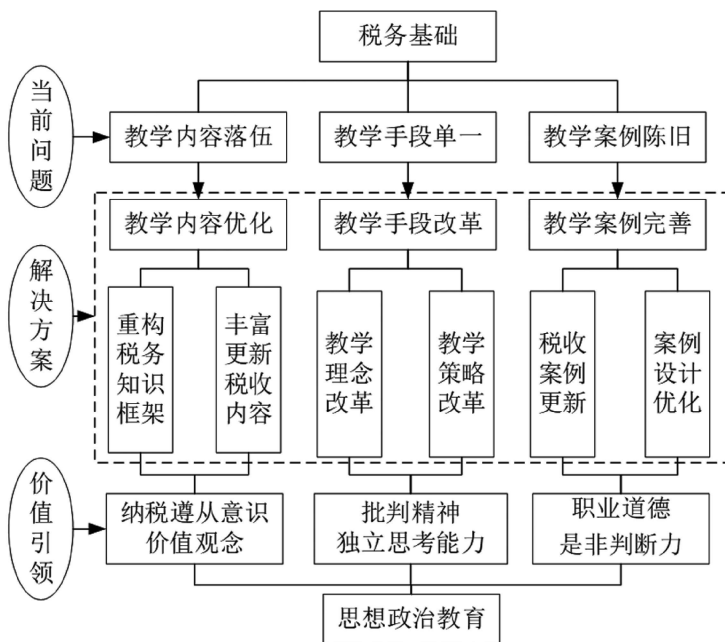 税务基础
当前问题
教学内容落伍
教学手段单一
教学案例陈旧
解决方案
教学内容优化
教学手段改革
教学案例完善
重构
税务
知识
框架
丰富
更新
税收
内容
教学
理念
改革
教学
策略
改革
税收
案例
更新
案例
设计
优化
价值引领
纳税遵从意识
价值观念
批判精神
独立思考能力
职业道德
是非判断力
思想政治教育